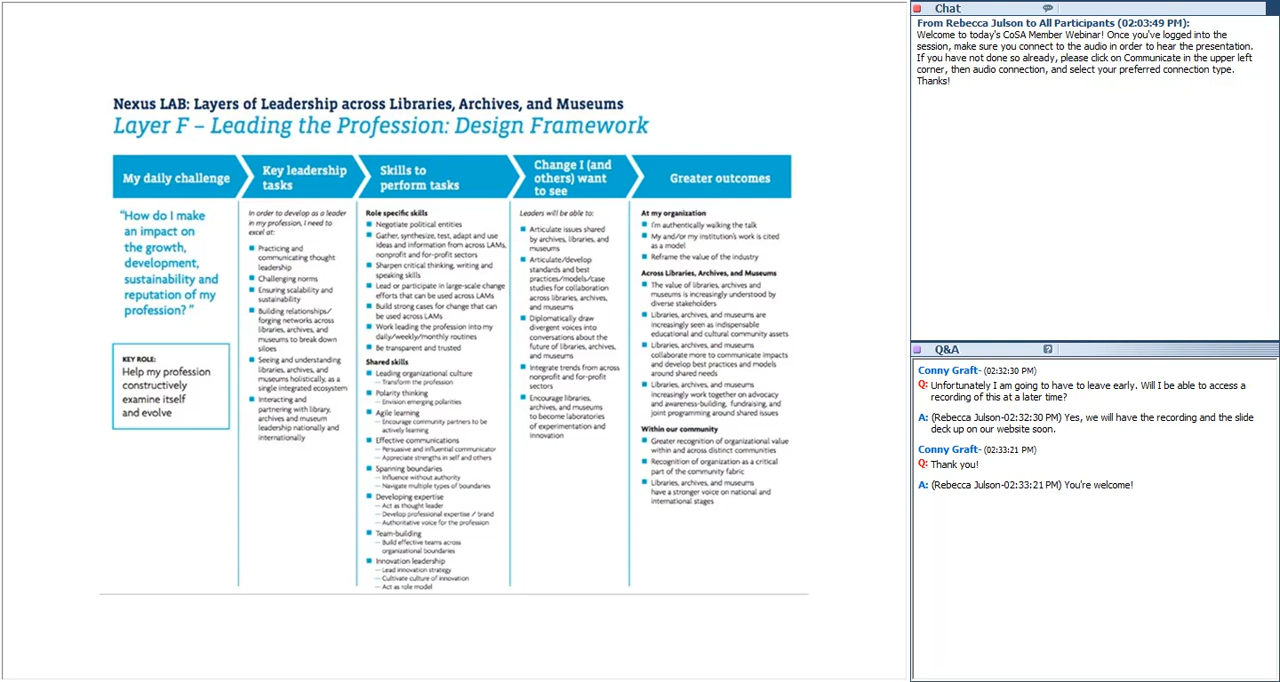 Nexus LAB: Layers of Leadership across Libraries, Archives, and Museums
Layer F – Leading the Profession: Design Framework
My daily challenge
Key leadership
tasks
Skills to
perform tasks
Change I (and
others) want
to see
Greater outcomes
"How do I make
an impact on
the growth,
development,
sustainability and
reputation of my
profession?"
KEY ROLE:
Help my profession
constructively
examine itself
and evolve
In order to develop as a leader
in my profession, I need to
excel at:
Practicing and
communicating thought
leadership
Challenging norms
Ensuring scalability and
sustainability
Building relationships/
forging networks across
libraries, archives, and
museums to break down
siloes
Seeing and understanding
libraries, archives, and
museums holistically, as a
single integrated ecosystem
Interacting and
partnering with library,
archives and museum
leadership nationally and
internationally
Role specific skills
Negotiate political entities
Gather, synthesize, test, adapt and use
ideas and information from across LAMs,
nonprofit and for-profit sectors
Sharpen critical thinking, writing and
speaking skills
Lead or participate in large-scale change
efforts that can be used across LAMs
Build strong cases for change that can
be used across LAMs
Work leading the profession into my
daily/weekly/monthly routines
Be transparent and trusted
Shared skills
Leading organizational culture
— Transform the profession
Polarity thinking
— Envision emerging polarities
Agile learning
— Encourage community partners to be
actively learning
Effective communications
— Persuasive and influential communicator
— Appreciate strengths in self and others
Spanning boundaries
— Influence without authority
— Navigate multiple types of boundaries
Developing expertise
— Act as thought leader
— Develop professional expertise / brand
— Authoritative voice for the profession
Team-building
— Build effective teams across
organizational boundaries
Innovation leadership
— Lead innovation strategy
— Cultivate culture of innovation
— Act as role model
Leaders will be able to:
Articulate issues shared
by archives, libraries, and
museums
Articulate/develop
standards and best
practices/models/case
studies for collaboration
across libraries, archives,
and museums
Diplomatically draw
divergent voices into
conversations about the
future of libraries, archives,
and museums
Integrate trends from across
nonprofit and for-profit
sectors
Encourage libraries,
archives, and museums
to become laboratories
of experimentation and
innovation
At my organization
I'm authentically walking the talk
My and/or my institution's work is cited
as a model
Reframe the value of the industry
Across Libraries, Archives, and Museums
The value of libraries, archives and
museums is increasingly understood by
diverse stakeholders
Libraries, archives, and museums are
increasingly seen as indispensable
educational and cultural community assets
Libraries, archives, and museums
collaborate more to communicate impacts
and develop best practices and models
around shared needs
Libraries, archives, and museums
increasingly work together on advocacy
and awareness-building, fundraising, and
joint programming around shared issues
Within our community
Greater recognition of organizational value
within and across distinct communities
Recognition of organization as a critical
part of the community fabric
Libraries, archives, and museums
have a stronger voice on national and
international stages
Chat
From Rebecca Julson to All Participants (02:03:49 PM):
Welcome to today's CoSA Member Webinar! Once you've logged into the
session, make sure you connect to the audio in order to hear the presentation.
If you have not done so already, please click on Communicate in the upper left
corner, then audio connection, and select your preferred connection type.
Thanks!
Q&A
Conny Graft- (02:32:30 PM)
Q: Unfortunately I am going to have to leave early. Will I be able to access a
recording of this at a later time?
A: (Rebecca Julson-02:32:30 PM) Yes, we will have the recording and the slide
deck up on our website soon.
Conny Graft- (02:33:21 PM)
Q: Thank you!
A: (Rebecca Julson-02:33:21 PM) You're welcome!